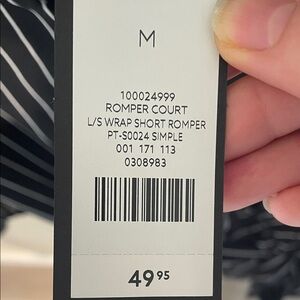 M
100024999
ROMPER COURT
L/S WRAP SHORT ROMPER
PT-S0024 SIMPLE
001 171 113
0308983
49.95